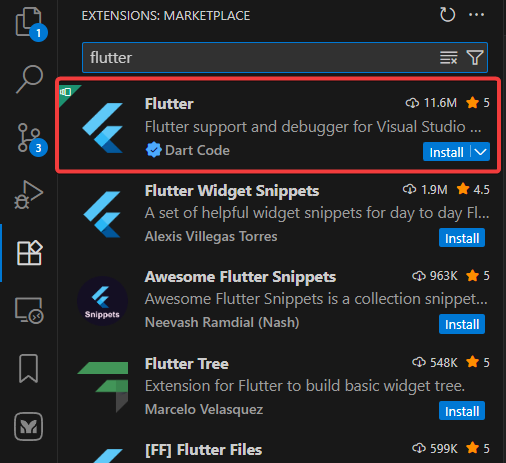 EXTENSIONS: MARKETPLACE
1
flutter
Flutter 11.6M 5
Flutter support and debugger for Visual Studio ...
Dart Code Install
3
Flutter Widget Snippets 1.9M 4.5
A set of helpful widget snippets for day to day Fl...
Alexis Villegas Torres Install
Awesome Flutter Snippets 963K 5
Awesome Flutter Snippets is a collection snippet...
Snippets
Neevash Ramdial (Nash) Install
Flutter Tree 548K 5
Extension for Flutter to build basic widget tree.
Marcelo Velasquez Install
[FF] Flutter Files 599K 5